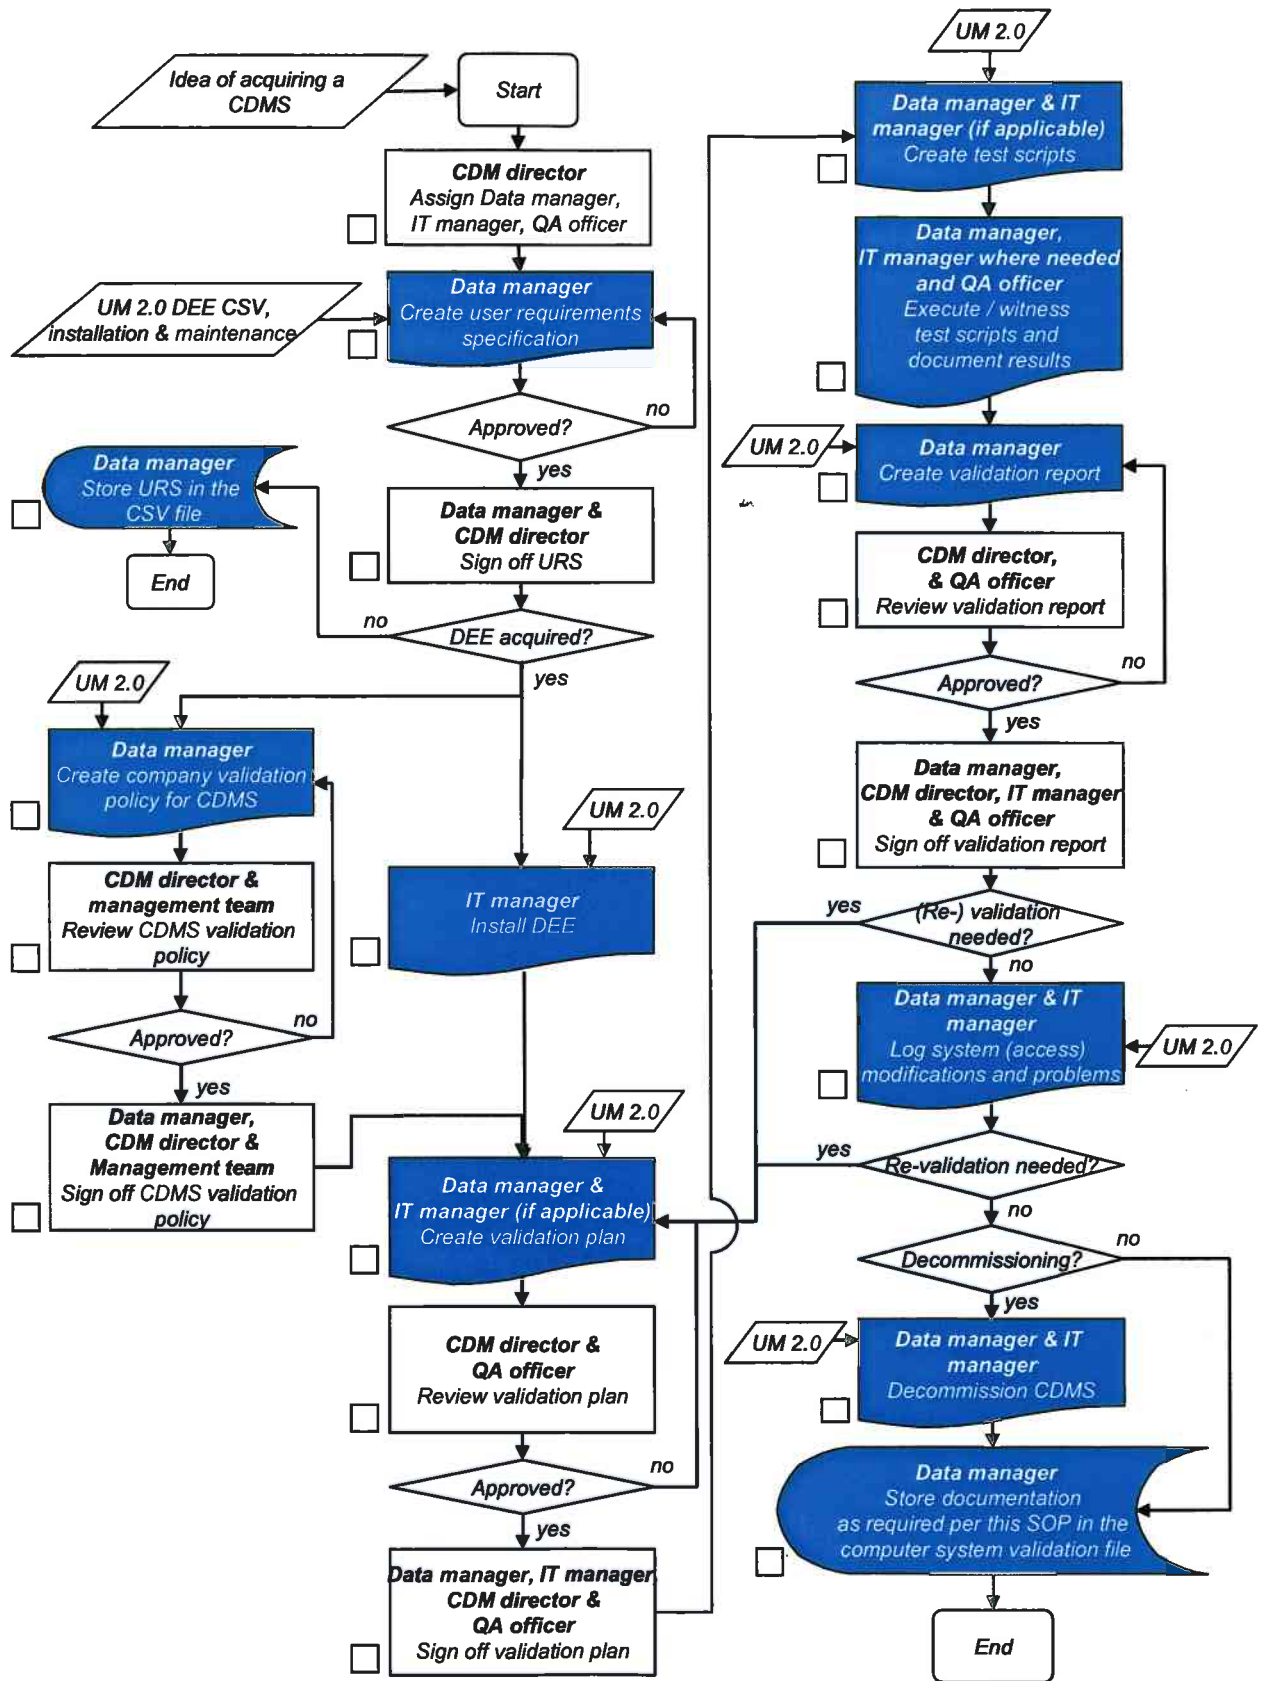 Idea of acquiring a
CDMS
Start
CDM director
Assign Data manager,
IT manager, QA officer
UM 2.0 DEE CSV,
installation & maintenance
Data manager
Create user requirements
specification
Approved?
no
yes
Data manager
Store URS in the
CSV file
End
Data manager &
CDM director
Sign off URS
DEE acquired?
no
yes
UM 2.0
Data manager
Create company validation
policy for CDMS
CDM director &
management team
Review CDMS validation
policy
Approved?
no
yes
Data manager,
CDM director &
Management team
Sign off CDMS validation
policy
UM 2.0
IT manager
Install DEE
UM 2.0
Data manager &
IT manager (if applicable)
Create validation plan
CDM director &
QA officer
Review validation plan
Approved?
no
yes
Data manager, IT manager
CDM director &
QA officer
Sign off validation plan
UM 2.0
Data manager & IT
manager (if applicable)
Create test scripts
Data manager,
IT manager where needed
and QA officer
Execute / witness
test scripts and
document results
UM 2.0
Data manager
Create validation report
CDM director,
& QA officer
Review validation report
Approved?
no
yes
Data manager,
CDM director, IT manager
& QA officer
Sign off validation report
yes
(Re-) validation
needed?
no
Data manager & IT
manager
Log system (access)
modifications and problems
UM 2.0
yes
Re-validation needed?
no
Decommissioning?
no
yes
UM 2.0
Data manager & IT
manager
Decommission CDMS
Data manager
Store documentation
as required per this SOP in the
computer system validation file
End